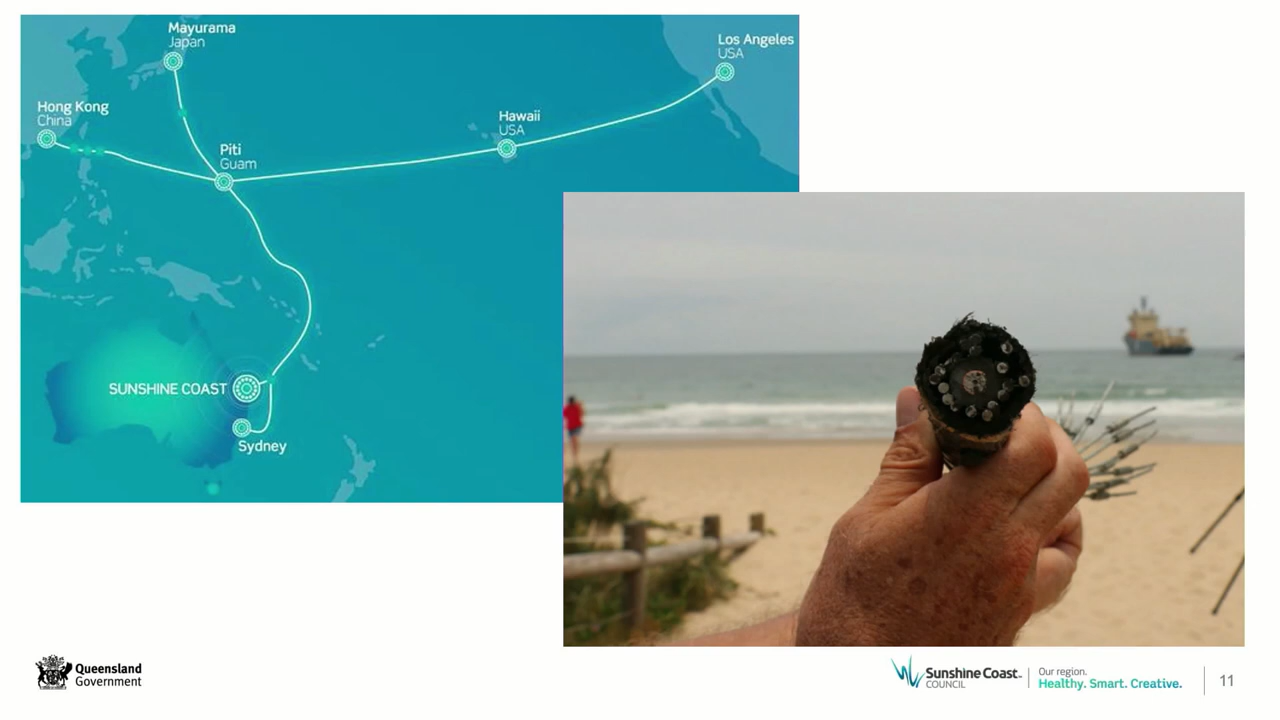 Mayurama
Japan
Los Angeles
USA
Hong Kong
China
Hawaii
USA
Piti
Guam
SUNSHINE COAST
Sydney
Queensland
Government
Sunshine Coast™
COUNCIL
Our region.
Healthy. Smart. Creative.
11